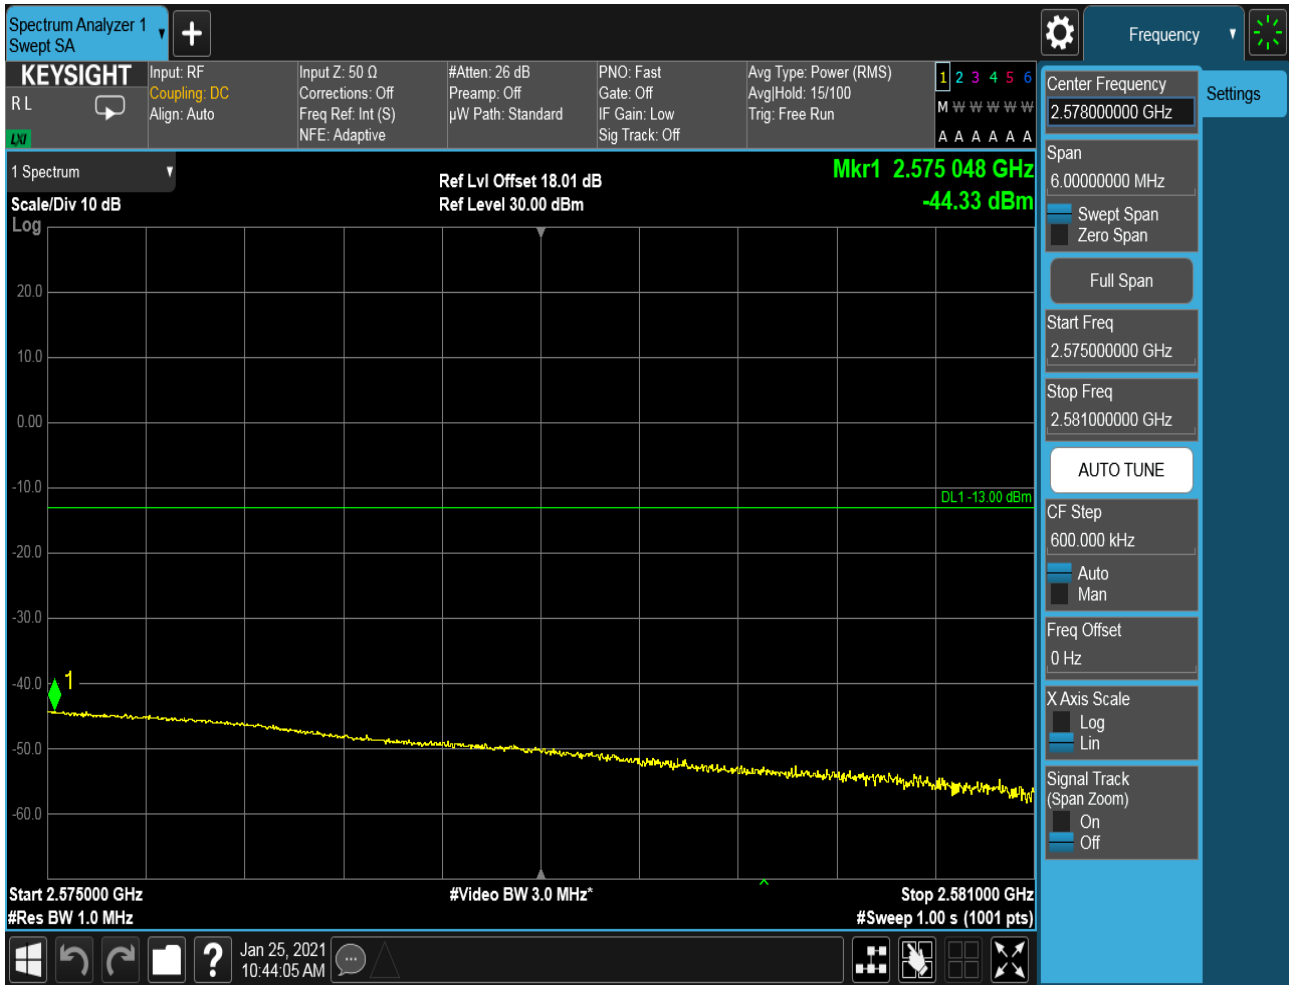 Spectrum Analyzer 1
Swept SA
Frequency
KEYSIGHT
R L
LXI
Input: RF
Coupling: DC
Align: Auto
Input Z: 50 Ω
Corrections: Off
Freq Ref: Int (S)
NFE: Adaptive
#Atten: 26 dB
Preamp: Off
µW Path: Standard
PNO: Fast
Gate: Off
IF Gain: Low
Sig Track: Off
Avg Type: Power (RMS)
Avg|Hold: 15/100
Trig: Free Run
1 2 3 4 5 6
M W W W W W
A A A A A A
1 Spectrum
Scale/Div 10 dB
Log
Ref Lvl Offset 18.01 dB
Ref Level 30.00 dBm
Mkr1 2.575 048 GHz
-44.33 dBm
20.0
10.0
0.00
-10.0
DL1 -13.00 dBm
-20.0
-30.0
-40.0
1
-50.0
-60.0
Start 2.575000 GHz
#Video BW 3.0 MHz*
Stop 2.581000 GHz
#Res BW 1.0 MHz
#Sweep 1.00 s (1001 pts)
Jan 25, 2021
10:44:05 AM
Center Frequency
2.578000000 GHz
Settings
Span
6.00000000 MHz
Swept Span
Zero Span
Full Span
Start Freq
2.575000000 GHz
Stop Freq
2.581000000 GHz
AUTO TUNE
CF Step
600.000 kHz
Auto
Man
Freq Offset
0 Hz
X Axis Scale
Log
Lin
Signal Track
(Span Zoom)
On
Off